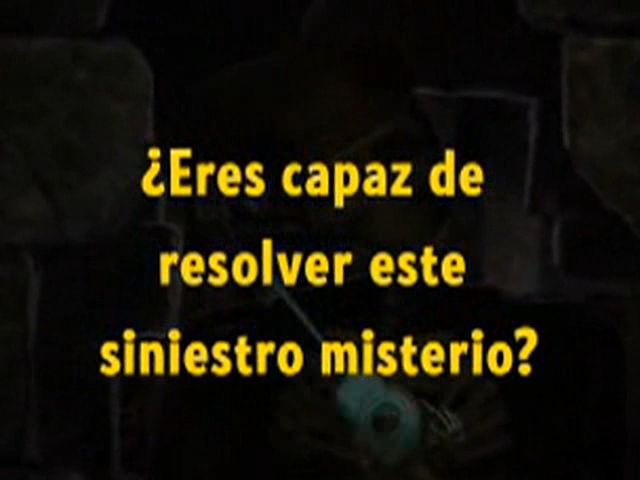 ¿Eres capaz de
resolver este
siniestro misterio?